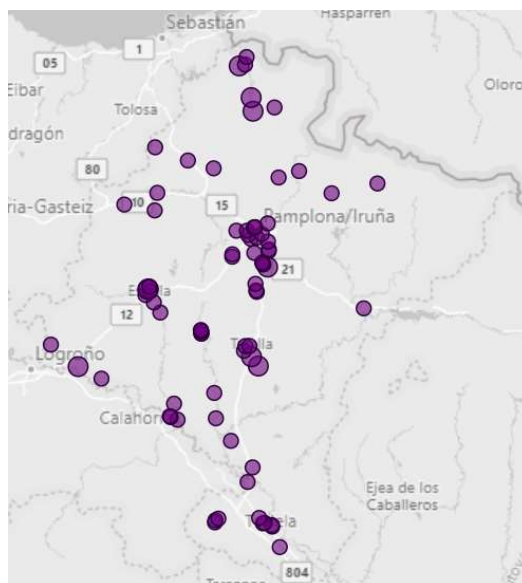 Hasparren
Sebastián
1
05
Oloro
Eibar
Tolosa
dragón
80
ria-Gasteiz
10
15
Pamplona/Iruña
21
12
Logroño
Calahor
Ejea de los
Caballeros
804